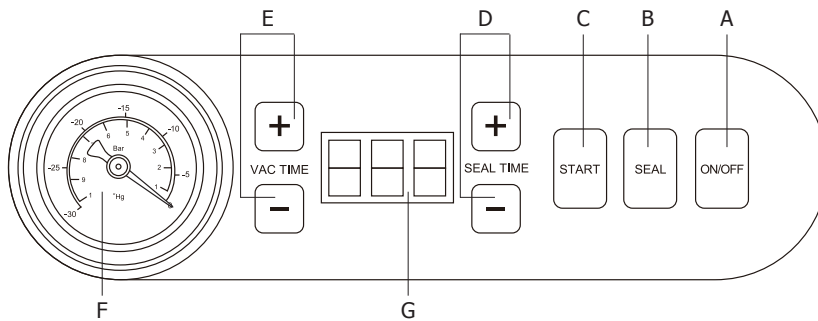 E D C B A
-15
-20 -10
6 5 4
Bar
8 3
-25 2 -5
9 1
1 "Hg
-30
VAC TIME
SEAL TIME
START SEAL ON/OFF
F G